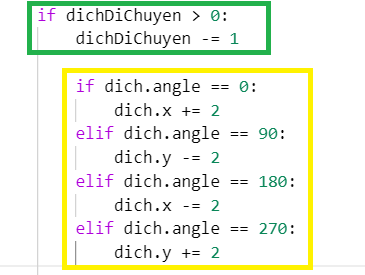 if dichDiChuyen > 0:
    dichDiChuyen -= 1
    if dich.angle == 0:
        dich.x += 2
    elif dich.angle == 90:
        dich.y -= 2
    elif dich.angle == 180:
        dich.x -= 2
    elif dich.angle == 270:
        dich.y += 2